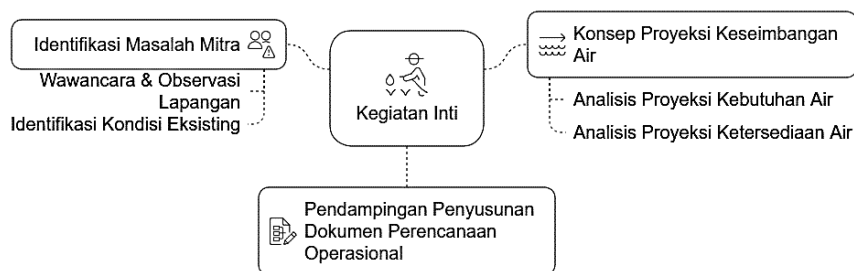 Identifikasi Masalah Mitra
Wawancara & Observasi
Lapangan
Identifikasi Kondisi Eksisting
Kegiatan Inti
Konsep Proyeksi Keseimbangan
Air
Analisis Proyeksi Kebutuhan Air
Analisis Proyeksi Ketersediaan Air
Pendampingan Penyusunan
Dokumen Perencanaan
Operasional